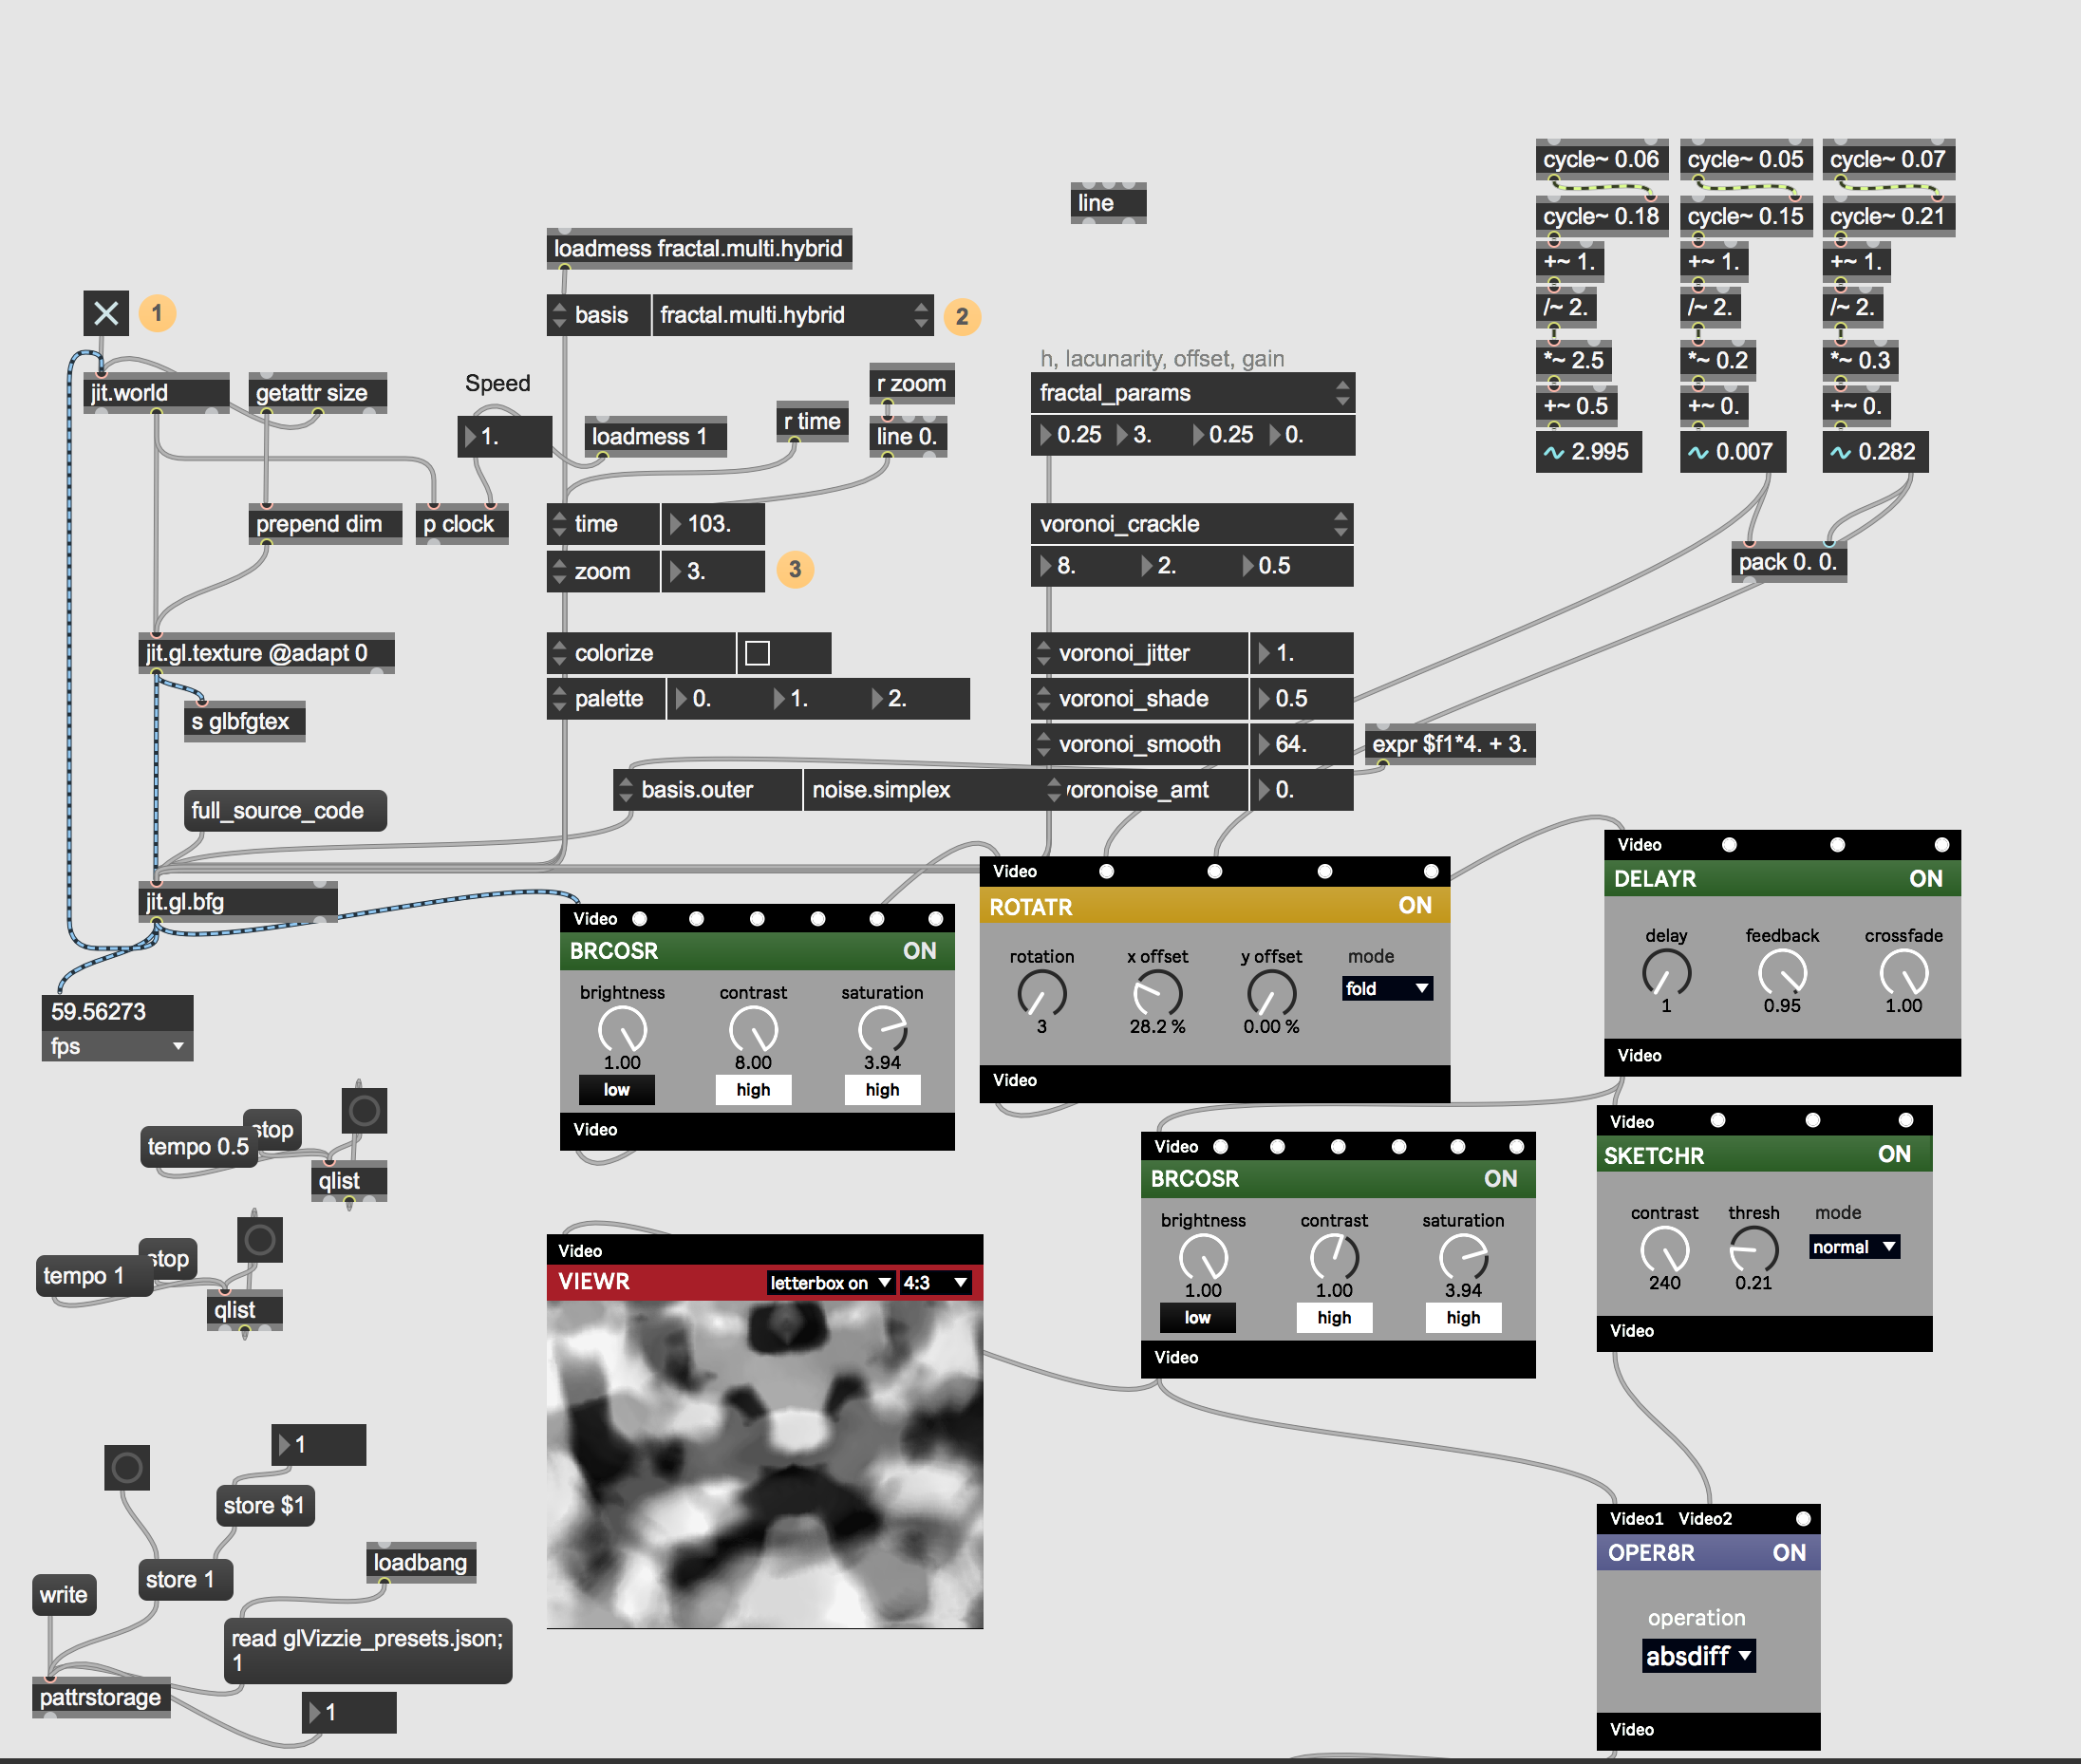 cycle~ 0.06
cycle~ 0.05
cycle~ 0.07
line
cycle~ 0.18
cycle~ 0.15
cycle~ 0.21
loadmess fractal.multi.hybrid
+~ 1.
+~ 1.
+~ 1.
1
basis fractal.multi.hybrid
2
/~ 2.
/~ 2.
/~ 2.
h, lacunarity, offset, gain
*~ 2.5
*~ 0.2
*~ 0.3
jit.world
getattr size
Speed
r zoom
fractal_params
+~ 0.5
+~ 0.
+~ 0.
1.
loadmess 1
r time
line 0.
0.25 3. 0.25 0.
2.995
0.007
0.282
prepend dim
p clock
time 103.
voronoi_crackle
pack 0. 0.
zoom 3.
3
8. 2. 0.5
jit.gl.texture @adapt 0
colorize
voronoi_jitter 1.
palette 0. 1. 2.
voronoi_shade 0.5
s glbfgtex
voronoi_smooth 64.
expr $f1*4. + 3.
basis.outer noise.simplex
voronoise_amt 0.
full_source_code
jit.gl.bfg
Video
BRCOSR ON
brightness contrast saturation
1.00 8.00 3.94
low high high
Video
Video
ROTATR ON
rotation x offset y offset mode
fold
3 28.2 % 0.00 %
Video
Video
DELAYR ON
delay feedback crossfade
1 0.95 1.00
Video
59.56273
fps
stop
tempo 0.5
qlist
stop
tempo 1
qlist
Video
BRCOSR ON
brightness contrast saturation
1.00 1.00 3.94
low high high
Video
Video
SKETCHR ON
contrast thresh mode
normal
240 0.21
Video
Video
VIEWR letterbox on 4:3
1
store $1
loadbang
store 1
write
read glVizzie_presets.json;
1
pattrstorage
1
Video1 Video2
OPER8R ON
operation
absdiff
Video